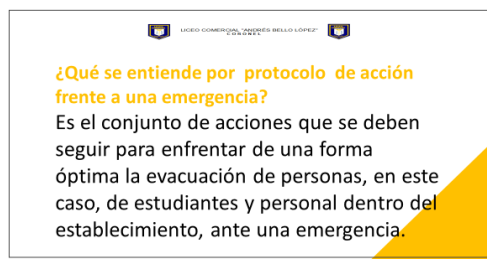 LICEO COMERCIAL "ANDRÉS BELLO LÓPEZ"
CORONEL
¿Qué se entiende por protocolo de acción
frente a una emergencia?
Es el conjunto de acciones que se deben
seguir para enfrentar de una forma
óptima la evacuación de personas, en este
caso, de estudiantes y personal dentro del
establecimiento, ante una emergencia.